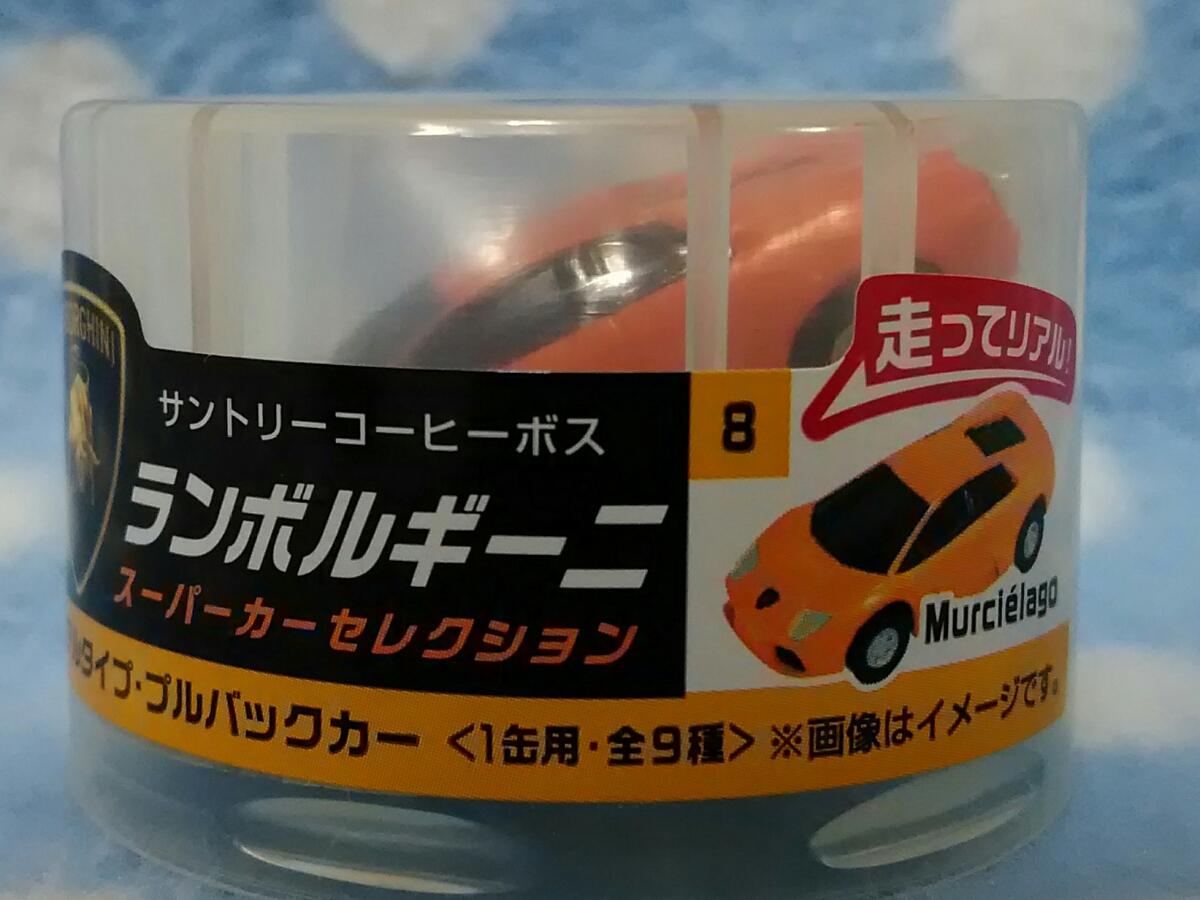 走ってリアル!
サントリーコーヒーボス
8
ランボルギーニ
スーパーカーセレクション
Murciélago
タイプ・プルバックカー <1缶用・全9種> ※画像はイメージです。